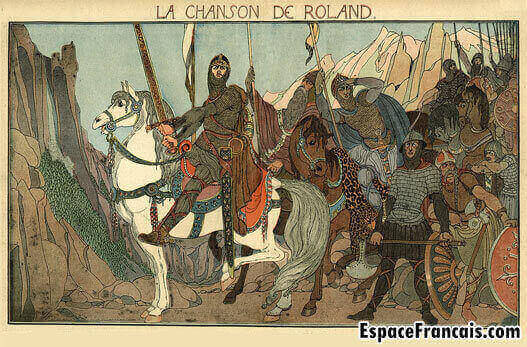 LA CHANSON DE ROLAND.
EspaceFrancais.com